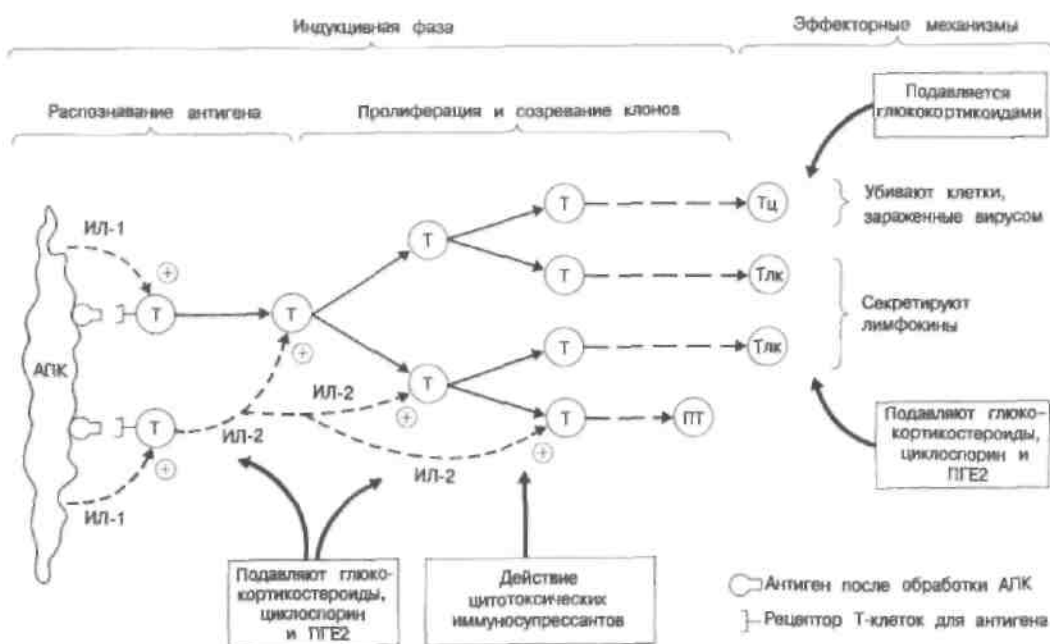 Индукцивная фаза
Эффекторные механизмы
Распознавание антигена
Пролиферация и созревание клонов
Подавляется
глюкокортикоидами
ИЛ-1
+
Т
Т
Т
Т
Т
Тц
Тлк
Убивают клетки,
зараженные вирусом
АПК
Т
ИЛ-2
+
ИЛ-2
+
Т
Т
Т
+
Тлк
ПТ
Секретируют
лимфокины
ИЛ-1
+
ИЛ-2
Подавляют глюко-
кортикостероиды,
циклоспорин
и ПГЕ2
Действие
цитотоксических
иммуносупрессантов
Подавляют глюко-
кортикостероиды,
циклоспорин и
ПГЕ2
Антиген после обработки АПК
Рецептор Т-клеток для антигена